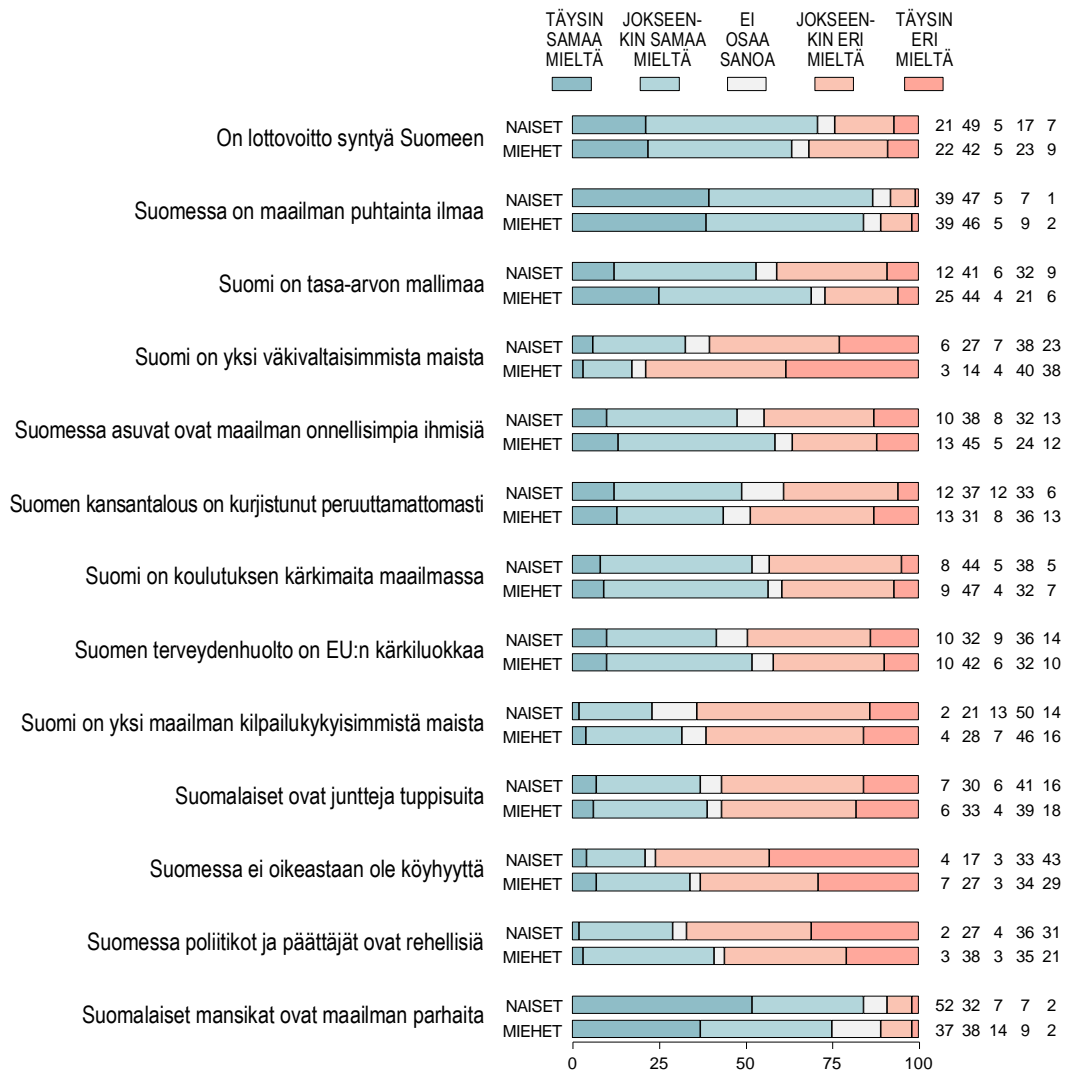 TÄYSIN JOKSEEN- EI JOKSEEN- TÄYSIN
SAMAA KIN SAMAA OSAA KIN ERI ERI
MIELTÄ MIELTÄ SANOA MIELTÄ MIELTÄ
On lottovoitto syntyä Suomeen
NAISET 21 49 5 17 7
MIEHET 22 42 5 23 9
Suomessa on maailman puhtainta ilmaa
NAISET 39 47 5 7 1
MIEHET 39 46 5 9 2
Suomi on tasa-arvon mallimaa
NAISET 12 41 6 32 9
MIEHET 25 44 4 21 6
Suomi on yksi väkivaltaisimmista maista
NAISET 6 27 7 38 23
MIEHET 3 14 4 40 38
Suomessa asuvat ovat maailman onnellisimpia ihmisiä
NAISET 10 38 8 32 13
MIEHET 13 45 5 24 12
Suomen kansantalous on kurjistunut peruuttamattomasti
NAISET 12 37 12 33 6
MIEHET 13 31 8 36 13
Suomi on koulutuksen kärkimaita maailmassa
NAISET 8 44 5 38 5
MIEHET 9 47 4 32 7
Suomen terveydenhuolto on EU:n kärkiluokkaa
NAISET 10 32 9 36 14
MIEHET 10 42 6 32 10
Suomi on yksi maailman kilpailukykyisimmistä maista
NAISET 2 21 13 50 14
MIEHET 4 28 7 46 16
Suomalaiset ovat juntteja tuppisuita
NAISET 7 30 6 41 16
MIEHET 6 33 4 39 18
Suomessa ei oikeastaan ole köyhyyttä
NAISET 4 17 3 33 43
MIEHET 7 27 3 34 29
Suomessa poliitikot ja päättäjät ovat rehellisiä
NAISET 2 27 4 36 31
MIEHET 3 38 3 35 21
Suomalaiset mansikat ovat maailman parhaita
NAISET 52 32 7 7 2
MIEHET 37 38 14 9 2
0 25 50 75 100